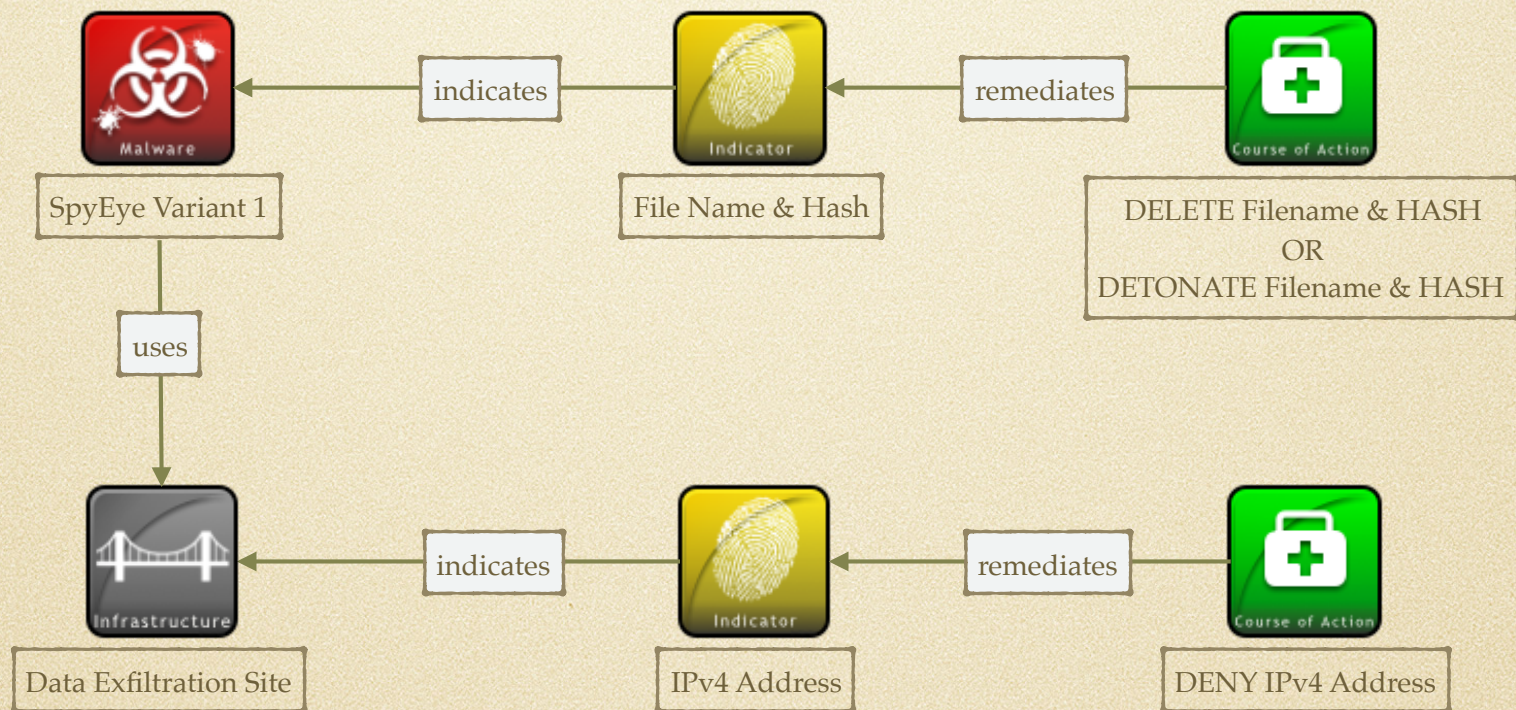 Malware
indicates
Indicator
remediates
Course of Action
SpyEye Variant 1
File Name & Hash
DELETE Filename & HASH
OR
DETONATE Filename & HASH
uses
Infrastructure
indicates
Indicator
remediates
Course of Action
Data Exfiltration Site
IPv4 Address
DENY IPv4 Address